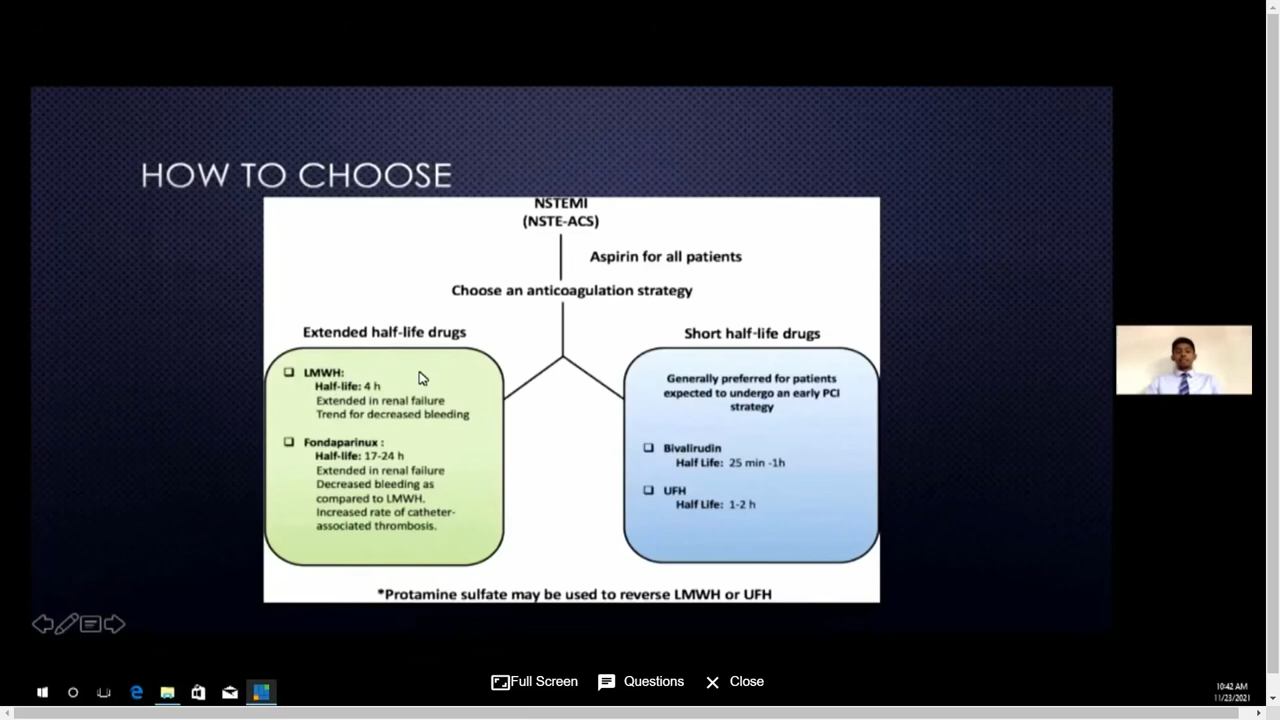 HOW TO CHOOSE
NSTEMI
(NSTE-ACS)
Aspirin for all patients
Choose an anticoagulation strategy
Extended half-life drugs
LMWH:
Half-life: 4 h
Extended in renal failure
Trend for decreased bleeding
Fondaparinux :
Half-life: 17-24 h
Extended in renal failure
Decreased bleeding as
compared to LMWH.
Increased rate of catheter-
associated thrombosis.
Short half-life drugs
Generally preferred for patients
expected to undergo an early PCI
strategy
Bivalirudin
Half Life: 25 min -1h
UFH
Half Life: 1-2 h
*Protamine sulfate may be used to reverse LMWH or UFH
Full Screen
Questions
Close
10:42 AM
11/23/2021